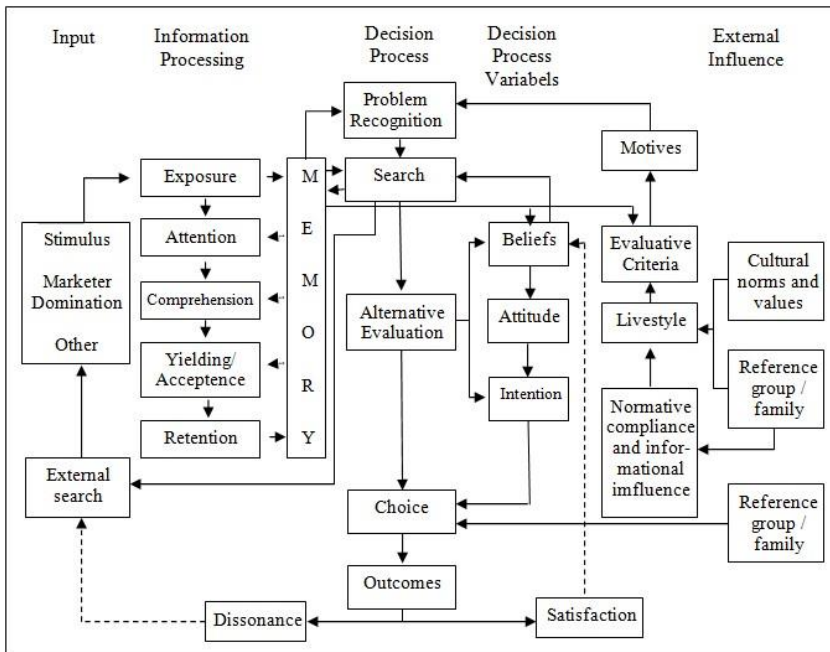 Input
Information
Processing
Decision
Process
Decision
Process
Variabels
External
Influence
Problem
Recognition
Motives
Exposure
M
E
M
O
R
Y
Search
Stimulus
Marketer
Domination
Other
Attention
Beliefs
Evaluative
Criteria
Cultural
norms and
values
Comprehension
Alternative
Evaluation
Attitude
Livestyle
Yielding/
Acceptence
Intention
Reference
group /
family
Retention
Normative
compliance
and infor-
mational
imfluence
External
search
Choice
Reference
group /
family
Outcomes
Dissonance
Satisfaction